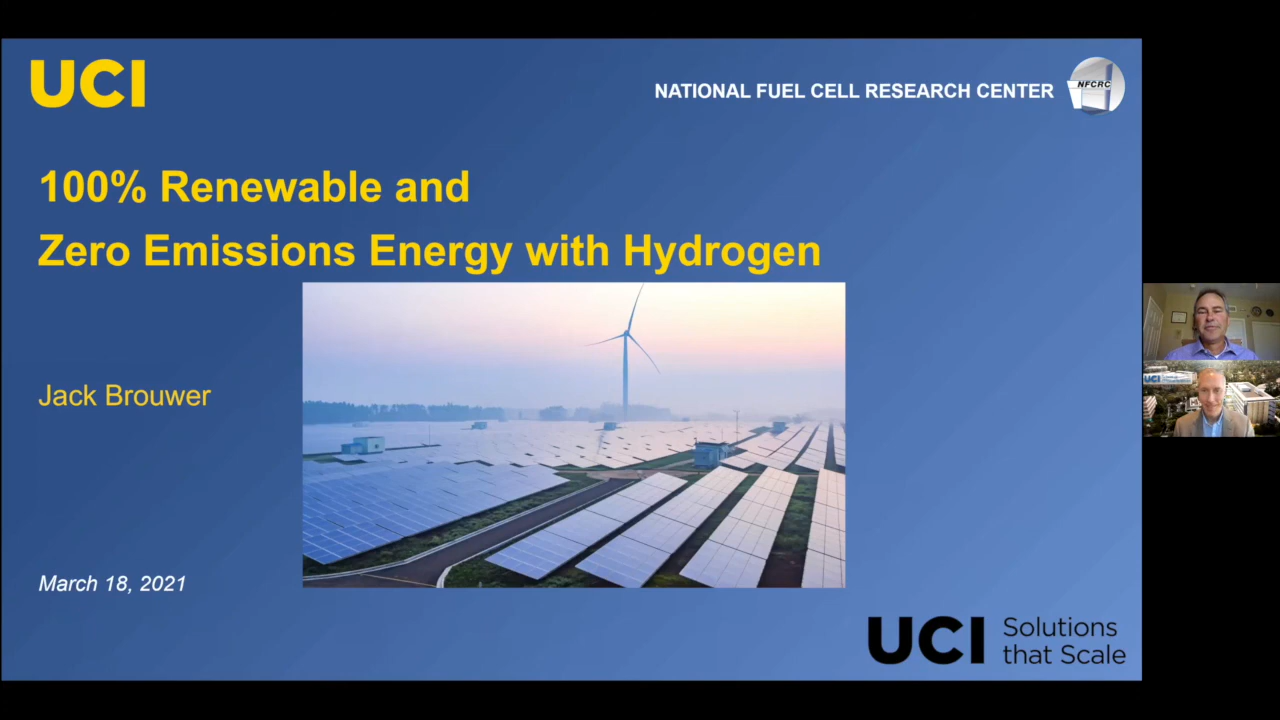 UCI
NATIONAL FUEL CELL RESEARCH CENTER
NFCRC
100% Renewable and
Zero Emissions Energy with Hydrogen
Jack Brouwer
March 18, 2021
UCI Solutions
that Scale
UCI